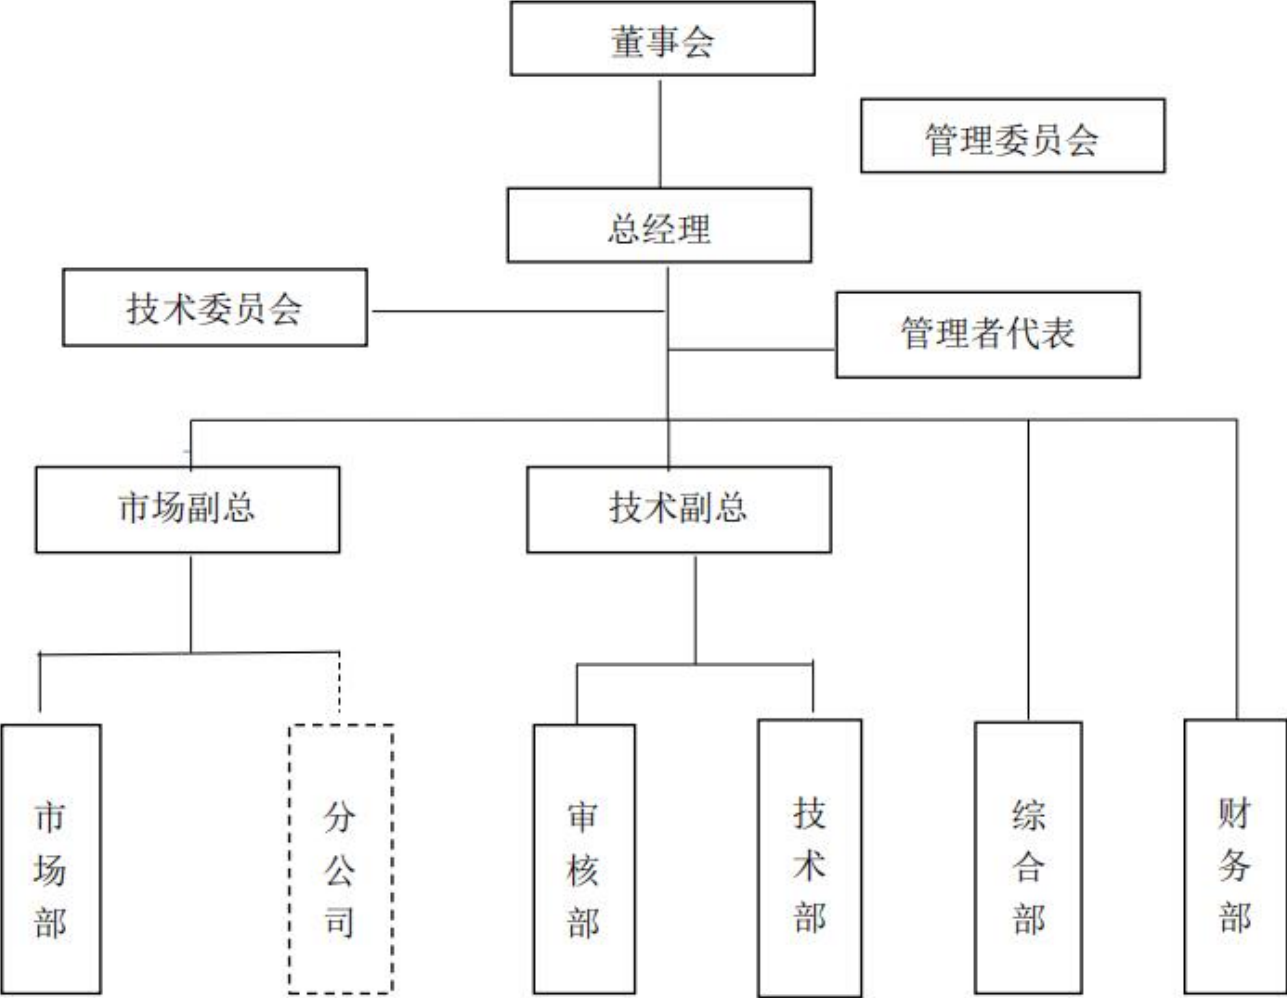 董事会
管理委员会
总经理
技术委员会
管理者代表
市场副总
技术副总
市场部
分公司
审核部
技术部
综合部
财务部